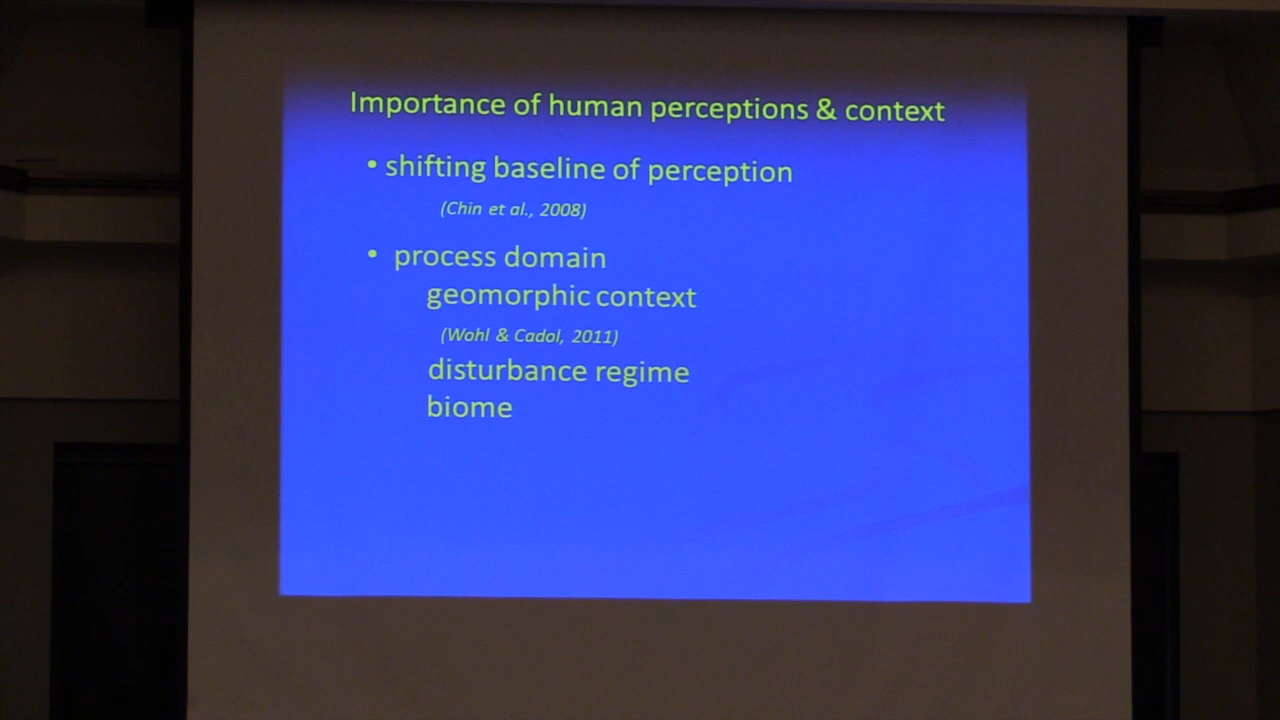 Importance of human perceptions & context
• shifting baseline of perception
(Chin et al., 2008)
• process domain
geomorphic context
(Wohl & Cadol, 2011)
disturbance regime
biome